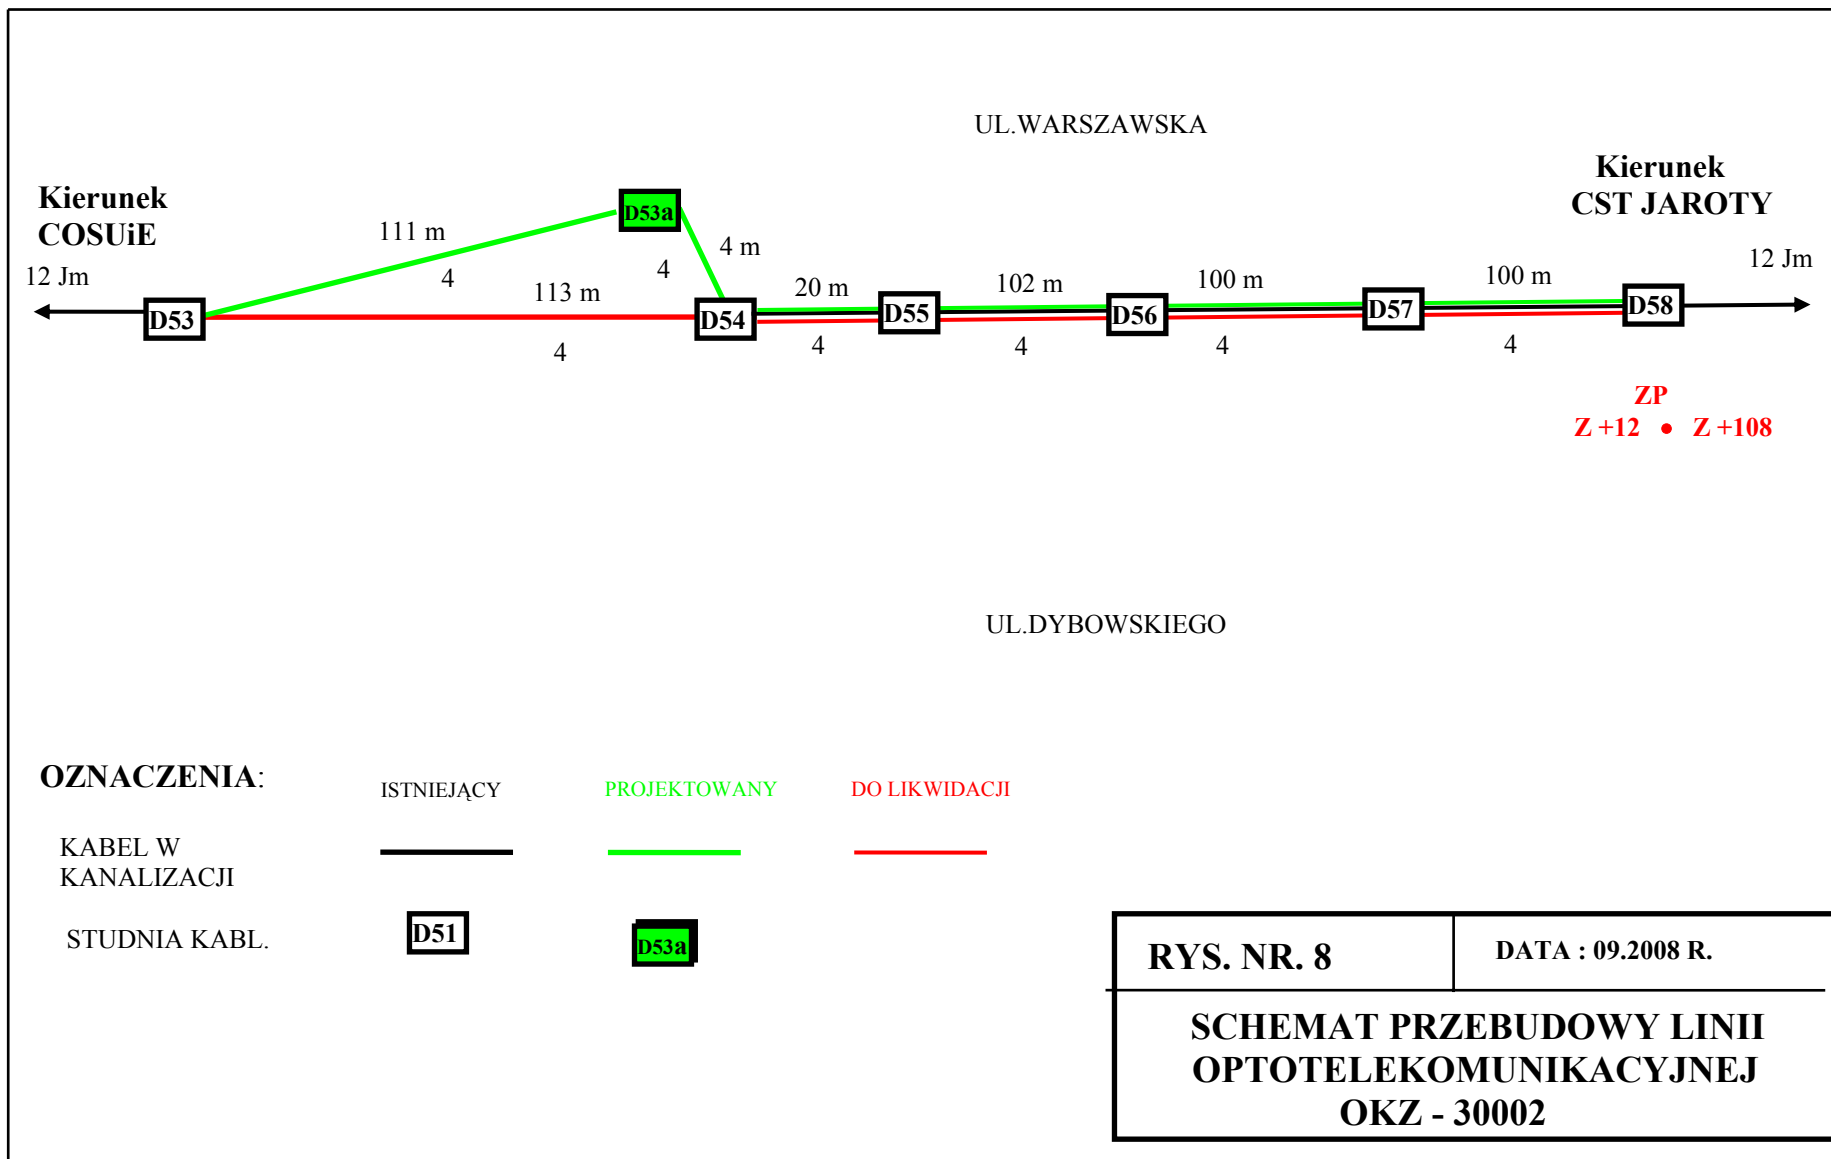 UL.WARSZAWSKA
Kierunek
COSUiE
Kierunek
CST JAROTY
12 Jm
111 m
4
D53a
4
4 m
113 m
4
20 m
102 m
100 m
100 m
12 Jm
D53
D54
D55
D56
D57
D58
4
4
4
4
ZP
Z +12 • Z +108
UL.DYBOWSKIEGO
OZNACZENIA:
ISTNIEJĄCY
PROJEKTOWANY
DO LIKWIDACJI
KABEL W
KANALIZACJI
STUDNIA KABL.
D51
D53a
RYS. NR. 8
DATA : 09.2008 R.
SCHEMAT PRZEBUDOWY LINII
OPTOTELEKOMUNIKACYJNEJ
OKZ - 30002